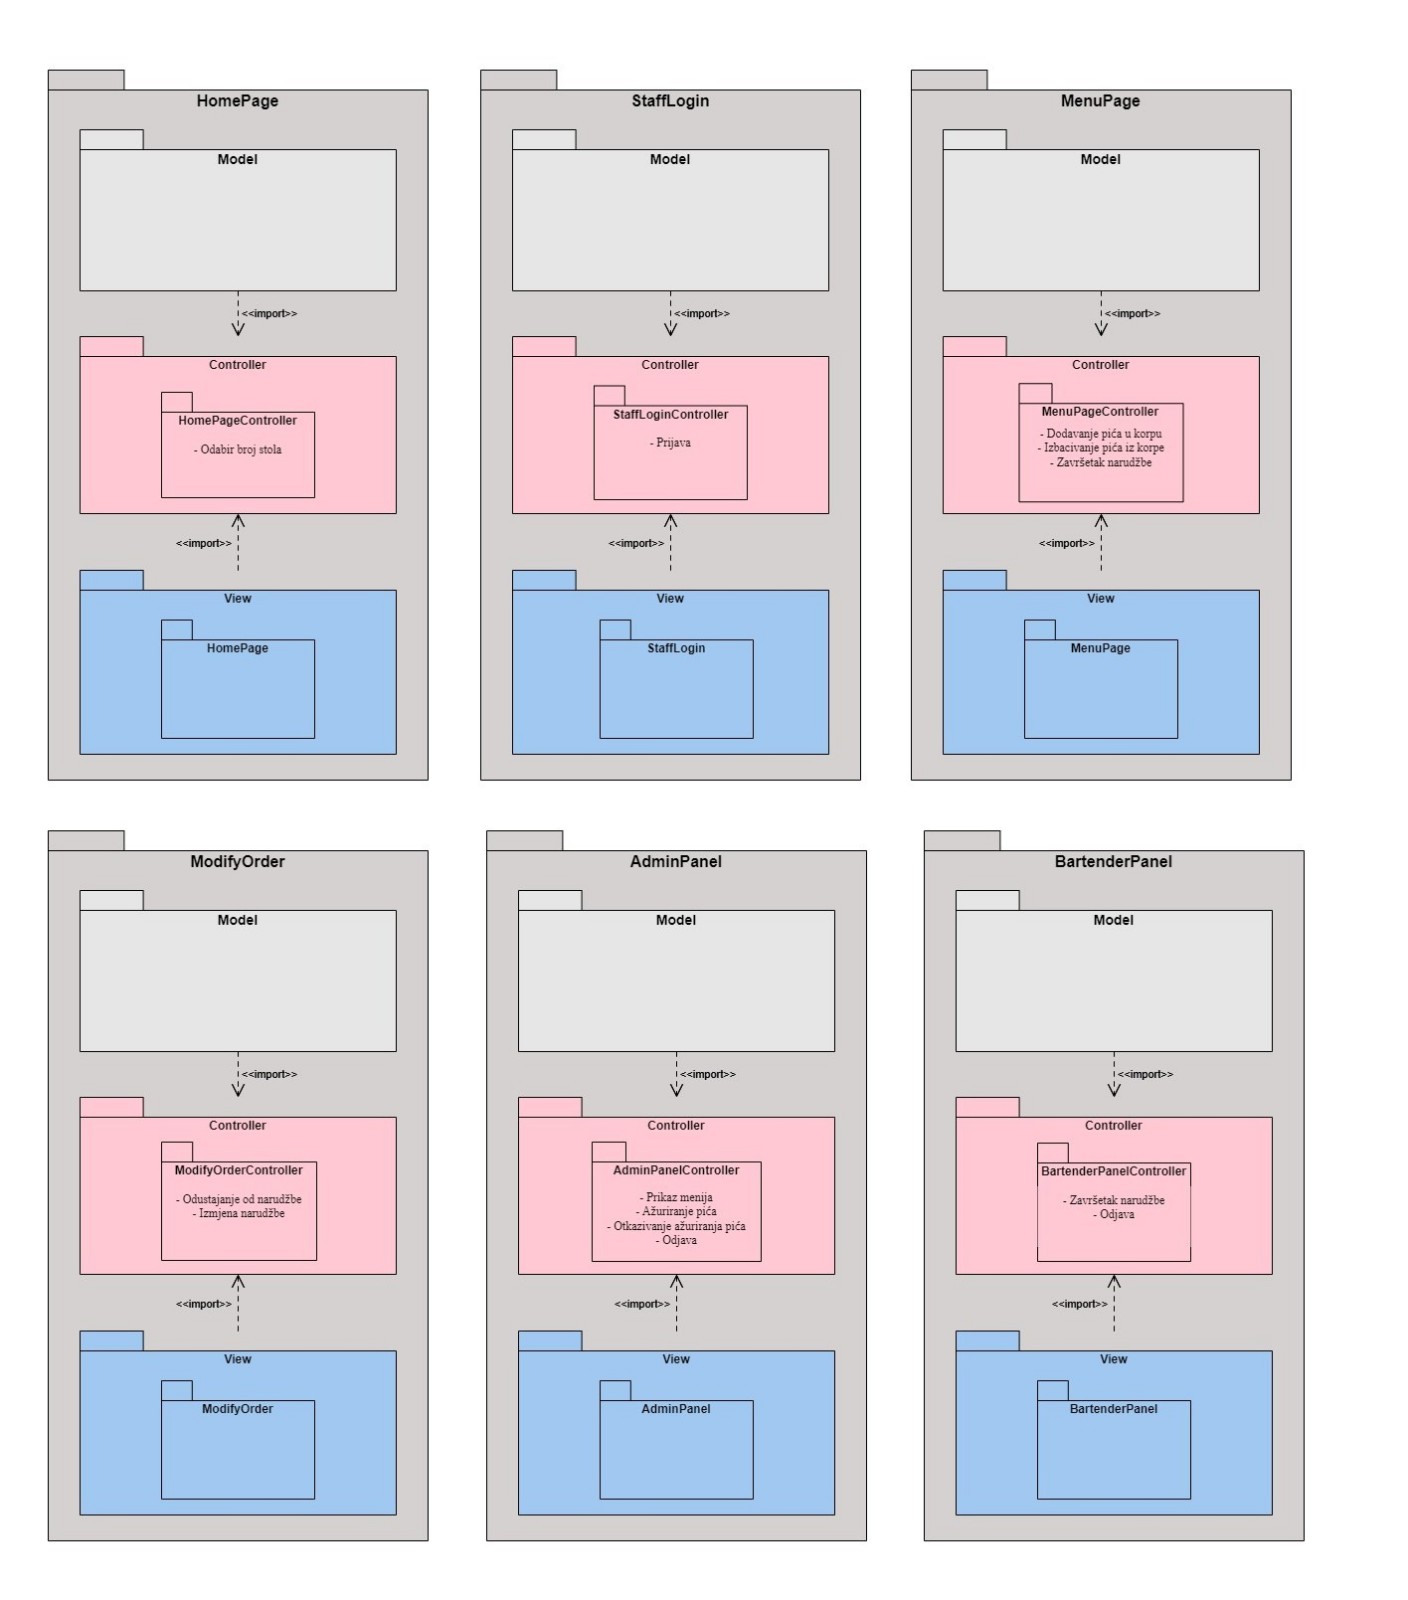 HomePage
Model
<<import>>
Controller
HomePageController
- Odabir broj stola
<<import>>
View
HomePage
StaffLogin
Model
<<import>>
Controller
StaffLoginController
- Prijava
<<import>>
View
StaffLogin
MenuPage
Model
<<import>>
Controller
MenuPageController
- Dodavanje pića u korpu
- Izbacivanje pića iz korpe
- Završetak narudžbe
<<import>>
View
MenuPage
ModifyOrder
Model
<<import>>
Controller
ModifyOrderController
- Odustajanje od narudžbe
- Izmjena narudžbe
<<import>>
View
ModifyOrder
AdminPanel
Model
<<import>>
Controller
AdminPanelController
- Prikaz menija
- Ažuriranje pića
- Otkazivanje ažuriranja pića
- Odjava
<<import>>
View
AdminPanel
BartenderPanel
Model
<<import>>
Controller
BartenderPanelController
- Završetak narudžbe
- Odjava
<<import>>
View
BartenderPanel